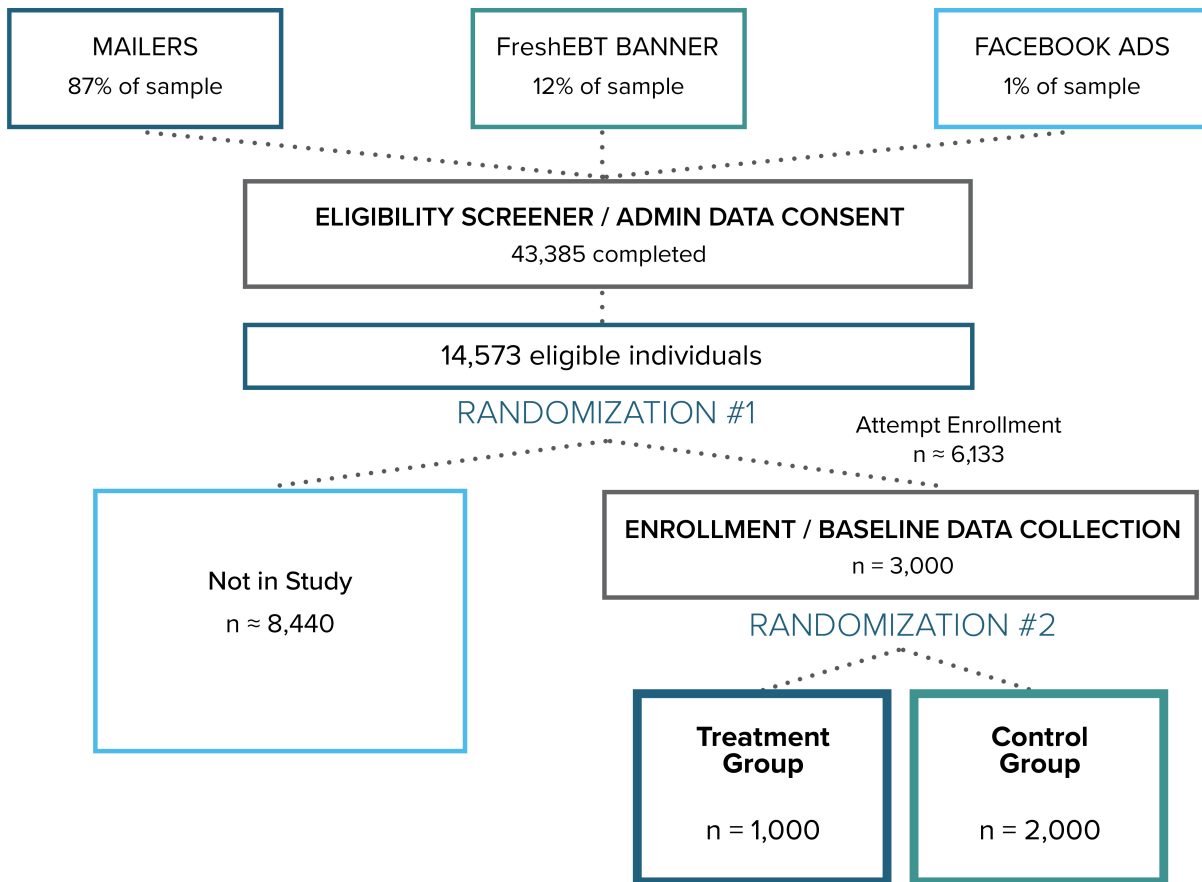 MAILERS
87% of sample
FreshEBT BANNER
12% of sample
FACEBOOK ADS
1% of sample
ELIGIBILITY SCREENER / ADMIN DATA CONSENT
43,385 completed
14,573 eligible individuals
RANDOMIZATION #1
Attempt Enrollment
n ≈ 6,133
Not in Study
n ≈ 8,440
ENROLLMENT / BASELINE DATA COLLECTION
n = 3,000
RANDOMIZATION #2
Treatment
Group
n = 1,000
Control
Group
n = 2,000